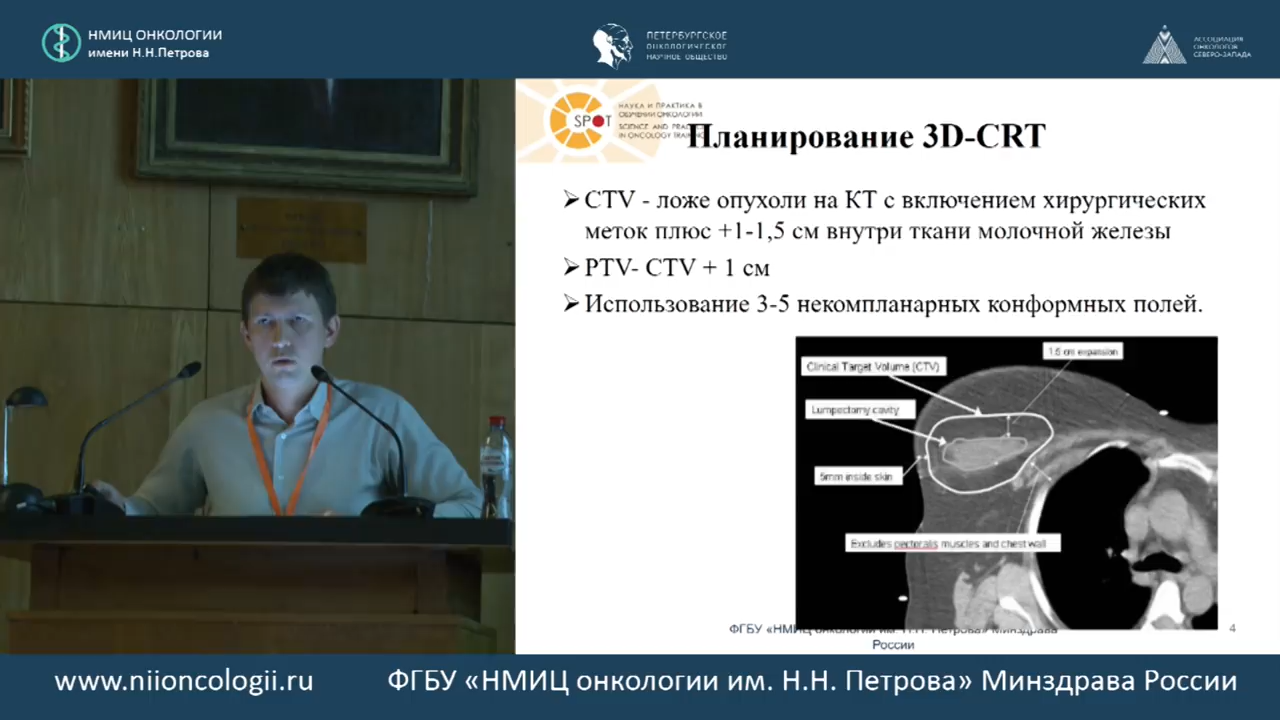 НМИЦ ОНКОЛОГИИ
имени Н.Н.Петрова
ПЕТЕРБУРГСКОЕ
ОНКОЛОГИЧЕСКОЕ
НАУЧНОЕ ОБЩЕСТВО
АССОЦИАЦИЯ
ОНКОЛОГОВ
СЕВЕРО-ЗАПАДА
SPOT
НАУКА И ПРАКТИКА В
ОБУЧЕНИИ ОНКОЛОГИИ
SCIENCE AND
IN ONCOLOGY
Планирование 3D-CRT
CTV - ложе опухоли на КТ с включением хирургических
меток плюс +1-1,5 см внутри ткани молочной железы
PTV- CTV + 1 см
Использование 3-5 некомпланарных конформных полей.
1.5 cm expansion
Clinical Target Volume (CTV)
Lumpectomy cavity
5mm inside skin
Excludes pectoralis muscles and chest wall
ФГБУ «НМИЦ онкологии им. Н.Н. Петрова» Минздрава
России
4
www.niioncologii.ru
ФГБУ «НМИЦ онкологии им. Н.Н. Петрова» Минздрава России